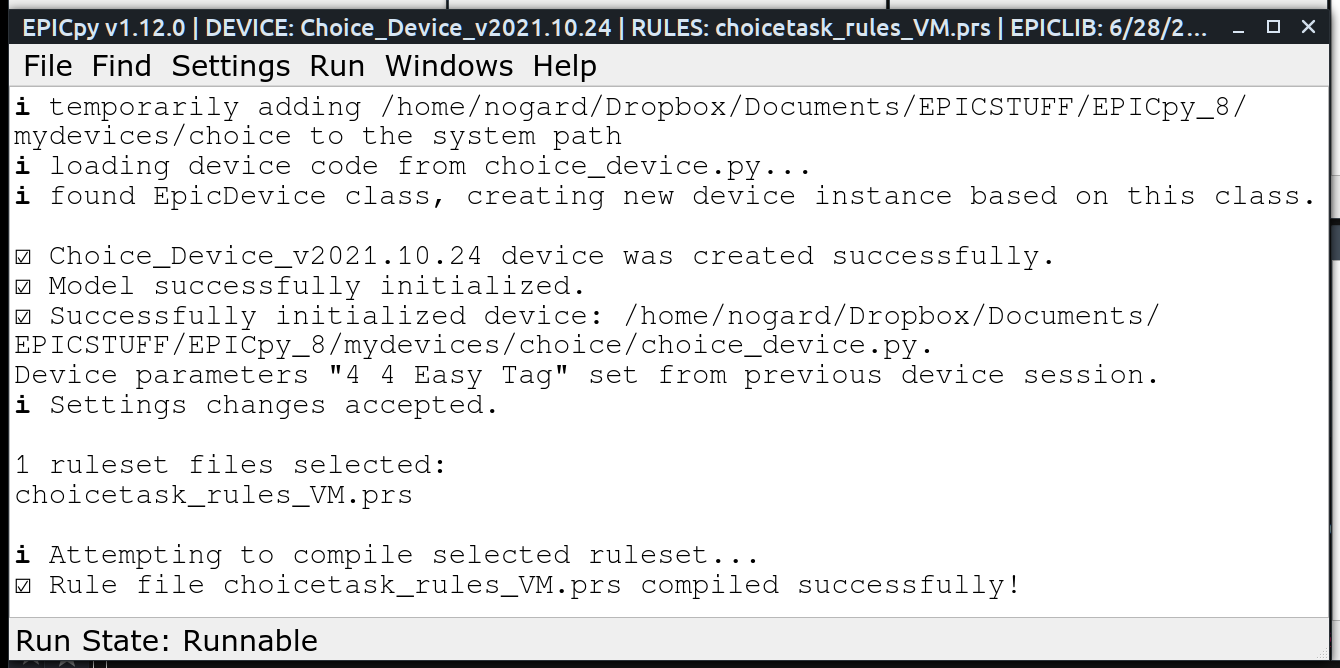 EPICpy v1.12.0 | DEVICE: Choice_Device_v2021.10.24 | RULES: choicetask_rules_VM.prs | EPICLIB: 6/28/2...
File Find Settings Run Windows Help
i temporarily adding /home/nogard/Dropbox/Documents/EPICSTUFF/EPICpy_8/
mydevices/choice to the system path
i loading device code from choice_device.py...
i found EpicDevice class, creating new device instance based on this class.
☑ Choice_Device_v2021.10.24 device was created successfully.
☑ Model successfully initialized.
☑ Successfully initialized device: /home/nogard/Dropbox/Documents/
EPICSTUFF/EPICpy_8/mydevices/choice/choice_device.py.
Device parameters "4 4 Easy Tag" set from previous device session.
i Settings changes accepted.
1 ruleset files selected:
choicetask_rules_VM.prs
i Attempting to compile selected ruleset...
☑ Rule file choicetask_rules_VM.prs compiled successfully!
Run State: Runnable